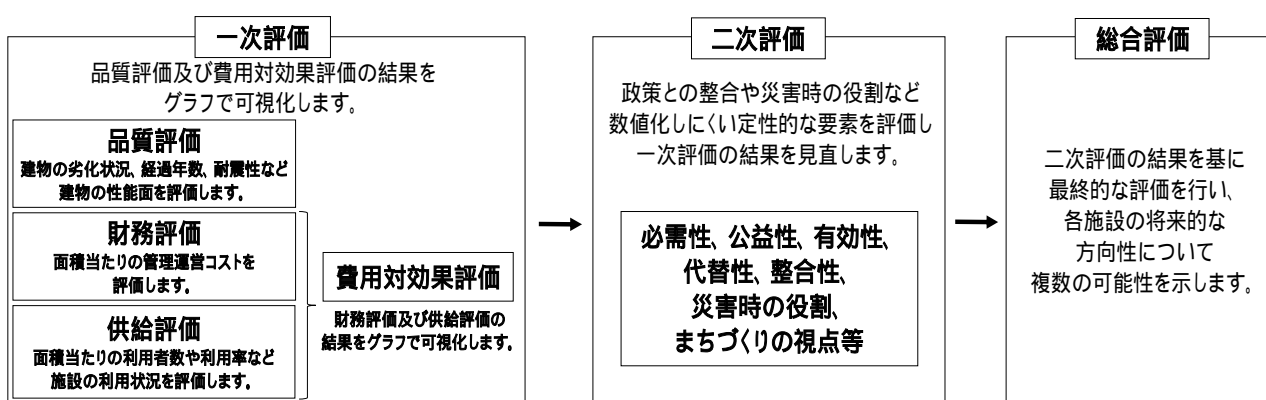 一次評価
品質評価及び費用対効果評価の結果を
グラフで可視化します。
品質評価
建物の劣化状況、経過年数、耐震性など
建物の性能面を評価します。
財務評価
面積当たりの管理運営コストを
評価します。
供給評価
面積当たりの利用者数や利用率など
施設の利用状況を評価します。
費用対効果評価
財務評価及び供給評価の
結果をグラフで可視化します。
二次評価
政策との整合や災害時の役割など
数値化しにくい定性的な要素を評価し
一次評価の結果を見直します。
必需性、公益性、有効性、
代替性、整合性、
災害時の役割、
まちづくりの視点等
総合評価
二次評価の結果を基に
最終的な評価を行い、
各施設の将来的な
方向性について
複数の可能性を示します。